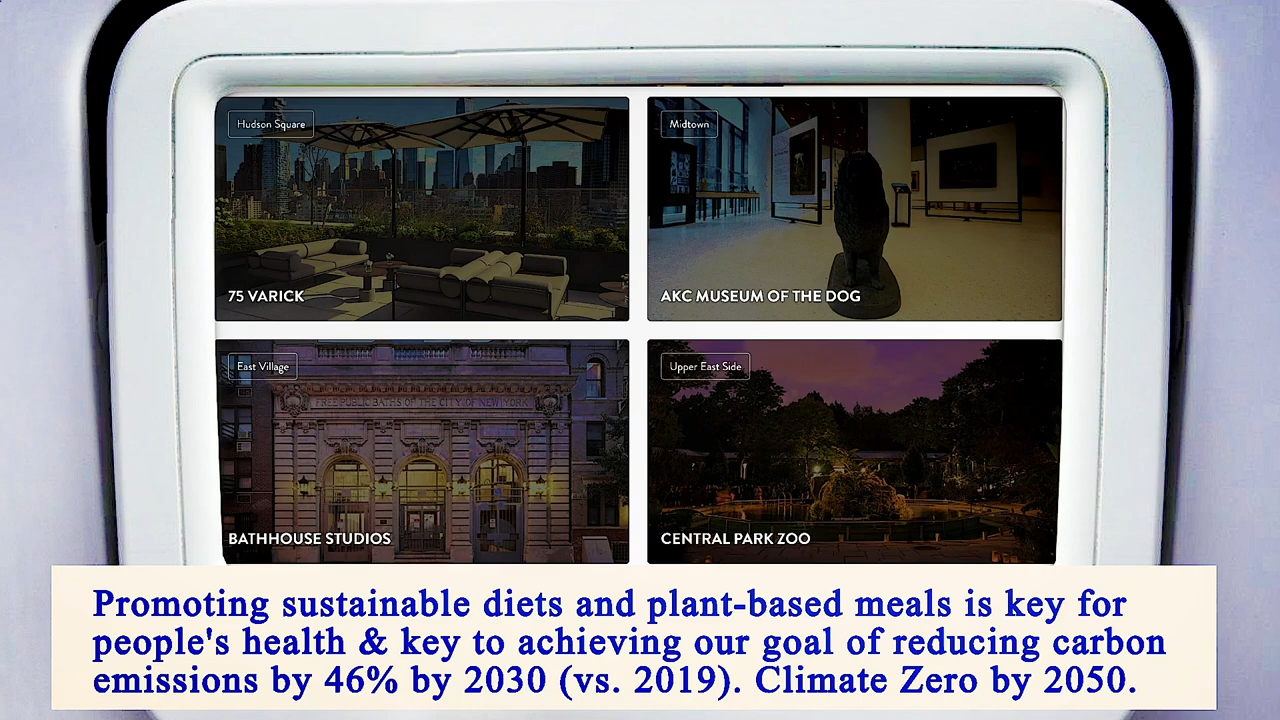 Hudson Square
75 VARICK
Midtown
AKC MUSEUM OF THE DOG
East Village
FREE PUBLIC BATHS OF THE CITY OF NEW YORK
BATHHOUSE STUDIOS
Upper East Side
CENTRAL PARK ZOO
Promoting sustainable diets and plant-based meals is key for
people's health & key to achieving our goal of reducing carbon
emissions by 46% by 2030 (vs. 2019). Climate Zero by 2050.